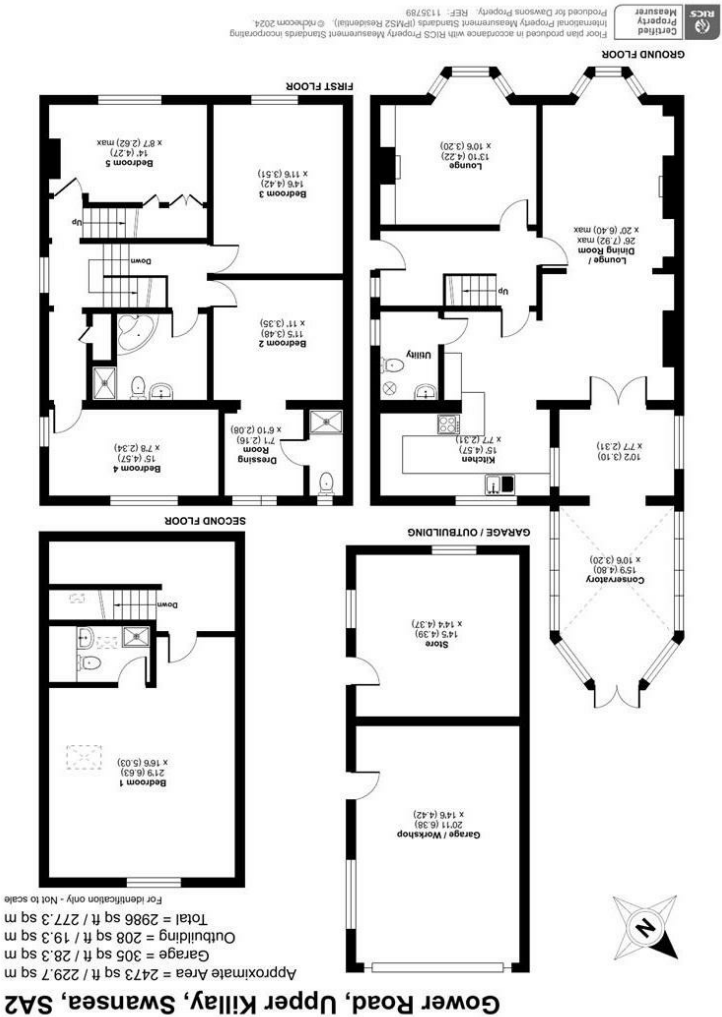 Gower Road, Upper Killay, Swansea, SA2
Approximate Area = 2473 sq ft / 229.7 sq m
Garage = 305 sq ft / 28.3 sq m
Outbuilding = 208 sq ft / 19.3 sq m
Total = 2986 sq ft / 277.3 sq m
For identification only - Not to scale
N
Garage / Workshop
20'11 (6.38)
x 14'6 (4.42)
Store
14'5 (4.39)
x 14'4 (4.37)
GARAGE / OUTBUILDING
Bedroom 1
21'9 (6.63)
x 16'6 (5.03)
Down
SECOND FLOOR
Conservatory
15'9 (4.80)
x 10'6 (3.20)
10'2 (3.10)
x 7'7 (2.31)
Kitchen
15' (4.57)
x 7'7 (2.31)
Utility
Up
Lounge /
Dining Room
26' (7.92) max
x 20' (6.40) max
Lounge
13'10 (4.22)
x 10'6 (3.20)
GROUND FLOOR
Dressing
Room
7'1 (2.16)
x 6'10 (2.08)
Bedroom 4
15' (4.57)
x 7'8 (2.34)
Bedroom 2
11'5 (3.48)
x 11' (3.35)
Down
Up
Bedroom 3
14'6 (4.42)
x 11'6 (3.51)
Bedroom 5
14' (4.27)
x 8'7 (2.62) max
FIRST FLOOR
RICS
Certified
Property
Measurer
Floor plan produced in accordance with RICS Property Measurement Standards incorporating
International Property Measurement Standards (IPMS2 Residential). © nichecom 2024.
Produced for Dawsons Property. REF: 1135789